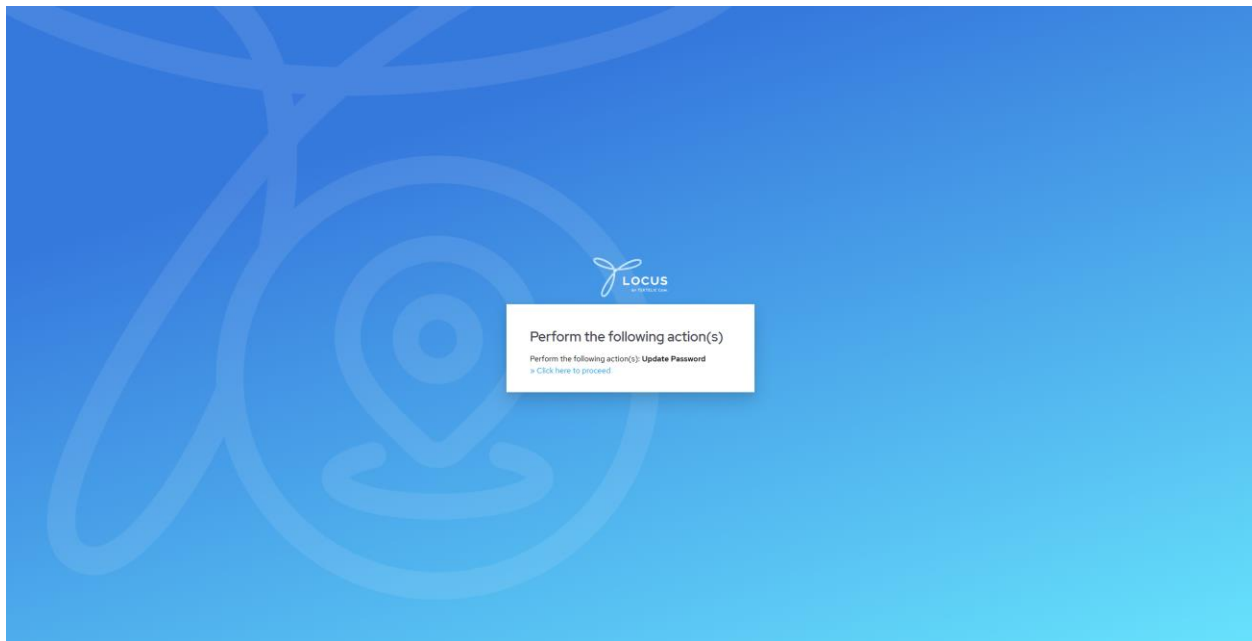 LOCUS
Perform the following action(s)
Perform the following action(s): Update Password
» Click here to proceed